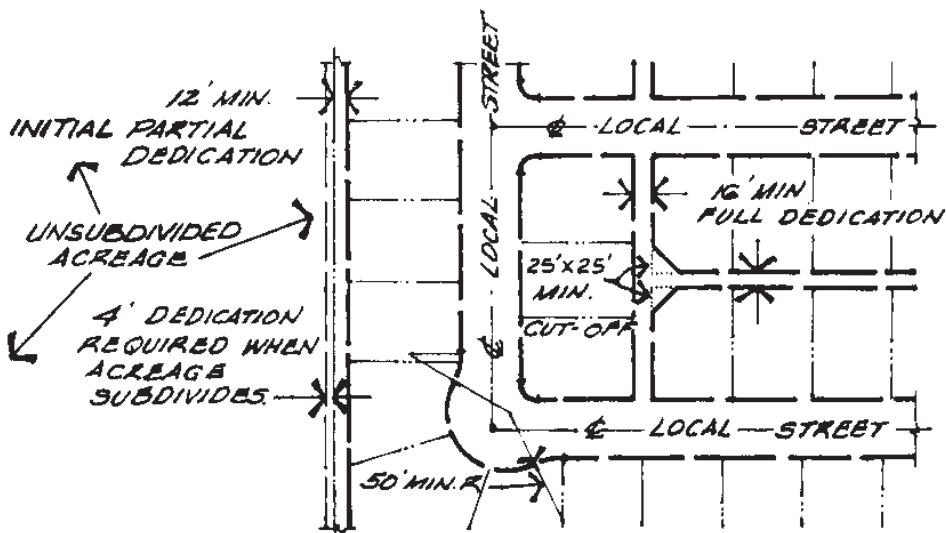 12' MIN.
INITIAL PARTIAL
DEDICATION
UNSUBDIVIDED
ACREAGE
4' DEDICATION
REQUIRED WHEN
ACREAGE
SUBDIVIDES.
STREET
LOCAL
℄
℄ LOCAL STREET
16' MIN
FULL DEDICATION
25'x25'
MIN.
CUT-OFF
℄ LOCAL STREET
50' MIN. R